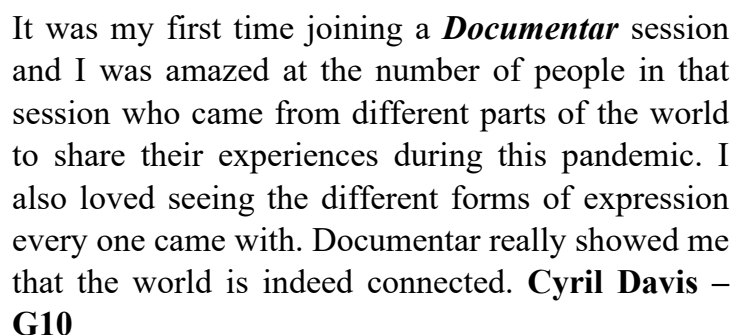 It was my first time joining a Documentar session
and I was amazed at the number of people in that
session who came from different parts of the world
to share their experiences during this pandemic. I
also loved seeing the different forms of expression
every one came with. Documentar really showed me
that the world is indeed connected. Cyril Davis –
G10